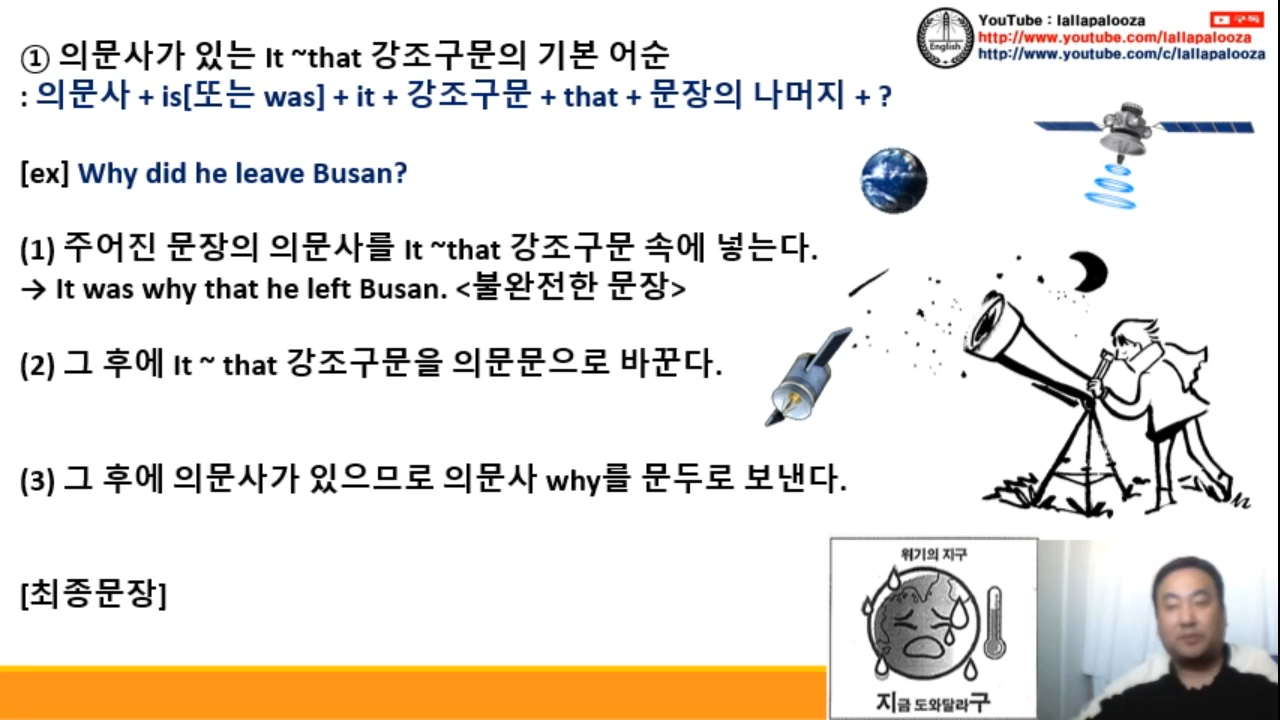 ① 의문사가 있는 It ~that 강조구문의 기본 어순
: 의문사 + is[또는 was] + it + 강조구문 + that + 문장의 나머지 + ?
[ex] Why did he leave Busan?
(1) 주어진 문장의 의문사를 It ~that 강조구문 속에 넣는다.
→ It was why that he left Busan. <불완전한 문장>
(2) 그 후에 It ~ that 강조구문을 의문문으로 바꾼다.
(3) 그 후에 의문사가 있으므로 의문사 why를 문두로 보낸다.
[최종문장]
English
YouTube : lallapalooza
구독
http://www.youtube.com/lallapalooza
http://www.youtube.com/c/lallapalooza
위기의 지구
지금 도와달라구